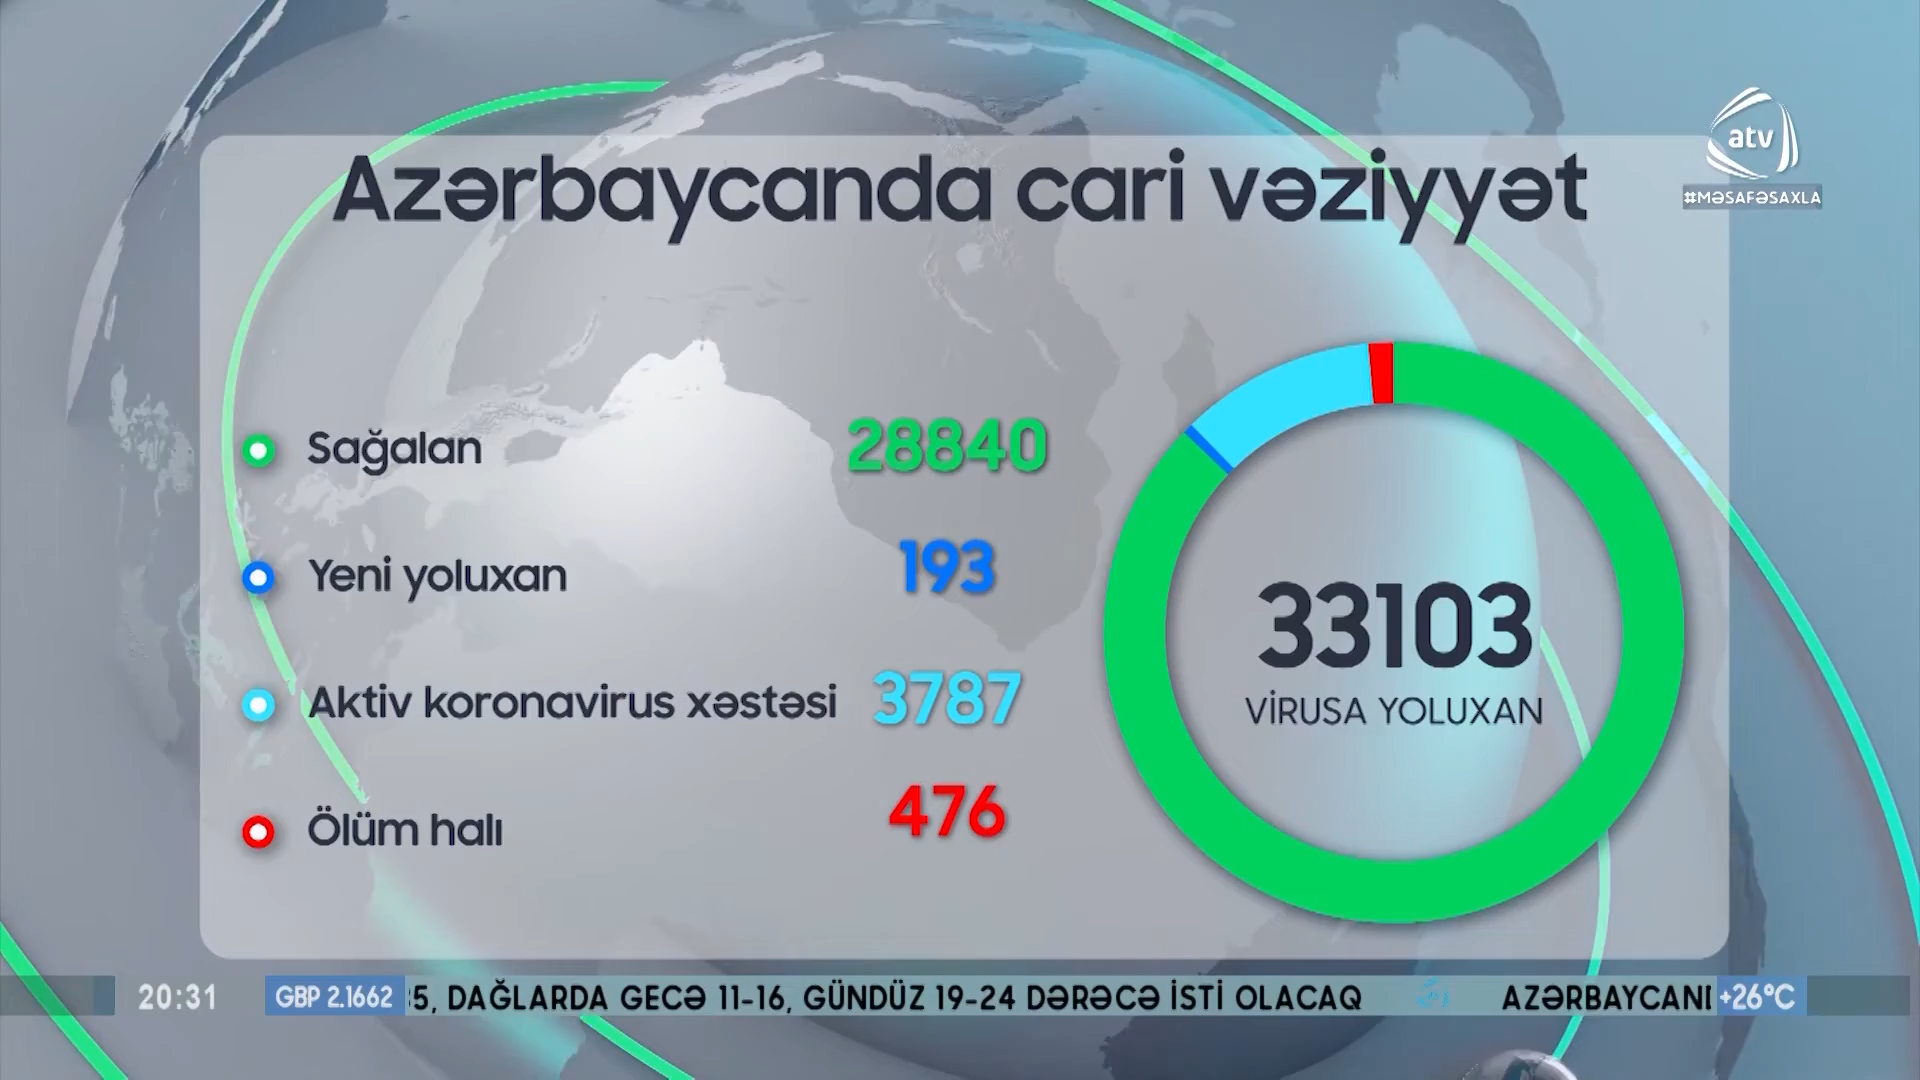 atv
#MƏSAFƏSAXLA
Azərbaycanda cari vəziyyət
Sağalan 28840
Yeni yoluxan 193
Aktiv koronavirus xəstəsi 3787
Ölüm halı 476
33103
VİRUSA YOLUXAN
20:31 GBP 2.1662 5, DAĞLARDA GECƏ 11-16, GÜNDÜZ 19-24 DƏRƏCƏ İSTİ OLACAQ AZƏRBAYCAN +26°C